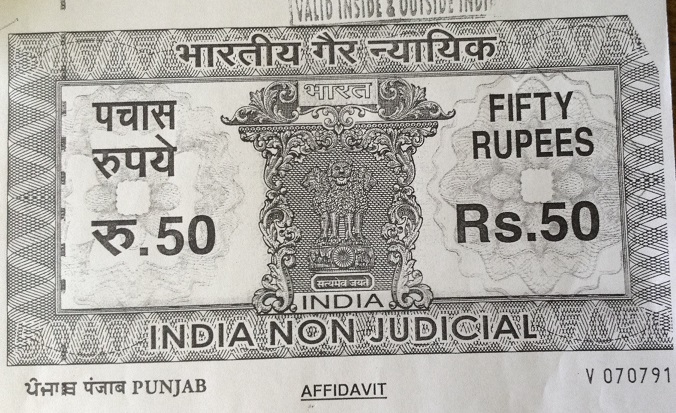 VALID INSIDE & OUTSIDE INDI
भारतीय गैर न्यायिक
भारत
पचास
रुपये
रु.50
FIFTY
RUPEES
Rs.50
सत्यमेव जयते
INDIA
INDIA NON JUDICIAL
ਪੰਜਾਬ पंजाब PUNJAB
V 070791
AFFIDAVIT